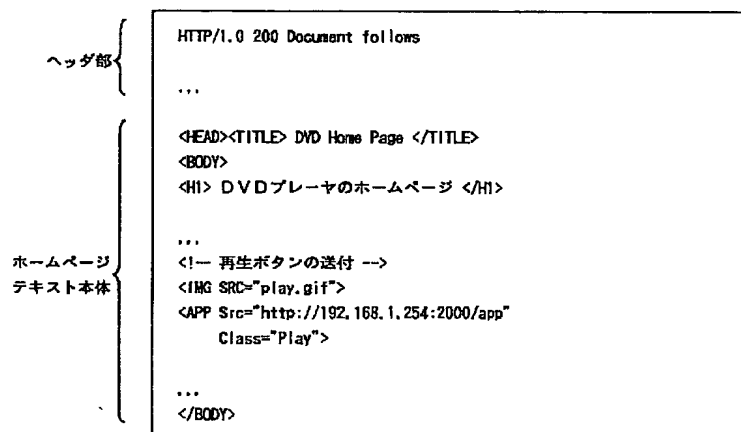 ヘッダ部
HTTP/1.0 200 Document follows
...
ホームページ
テキスト本体
<HEAD><TITLE> DVD Home Page </TITLE>
<BODY>
<H1> DVDプレーヤのホームページ </H1>
...
<!-- 再生ボタンの送付 -->
<IMG SRC="play.gif">
<APP Src="http://192.168.1.254:2000/app"
Class="Play">
...
</BODY>